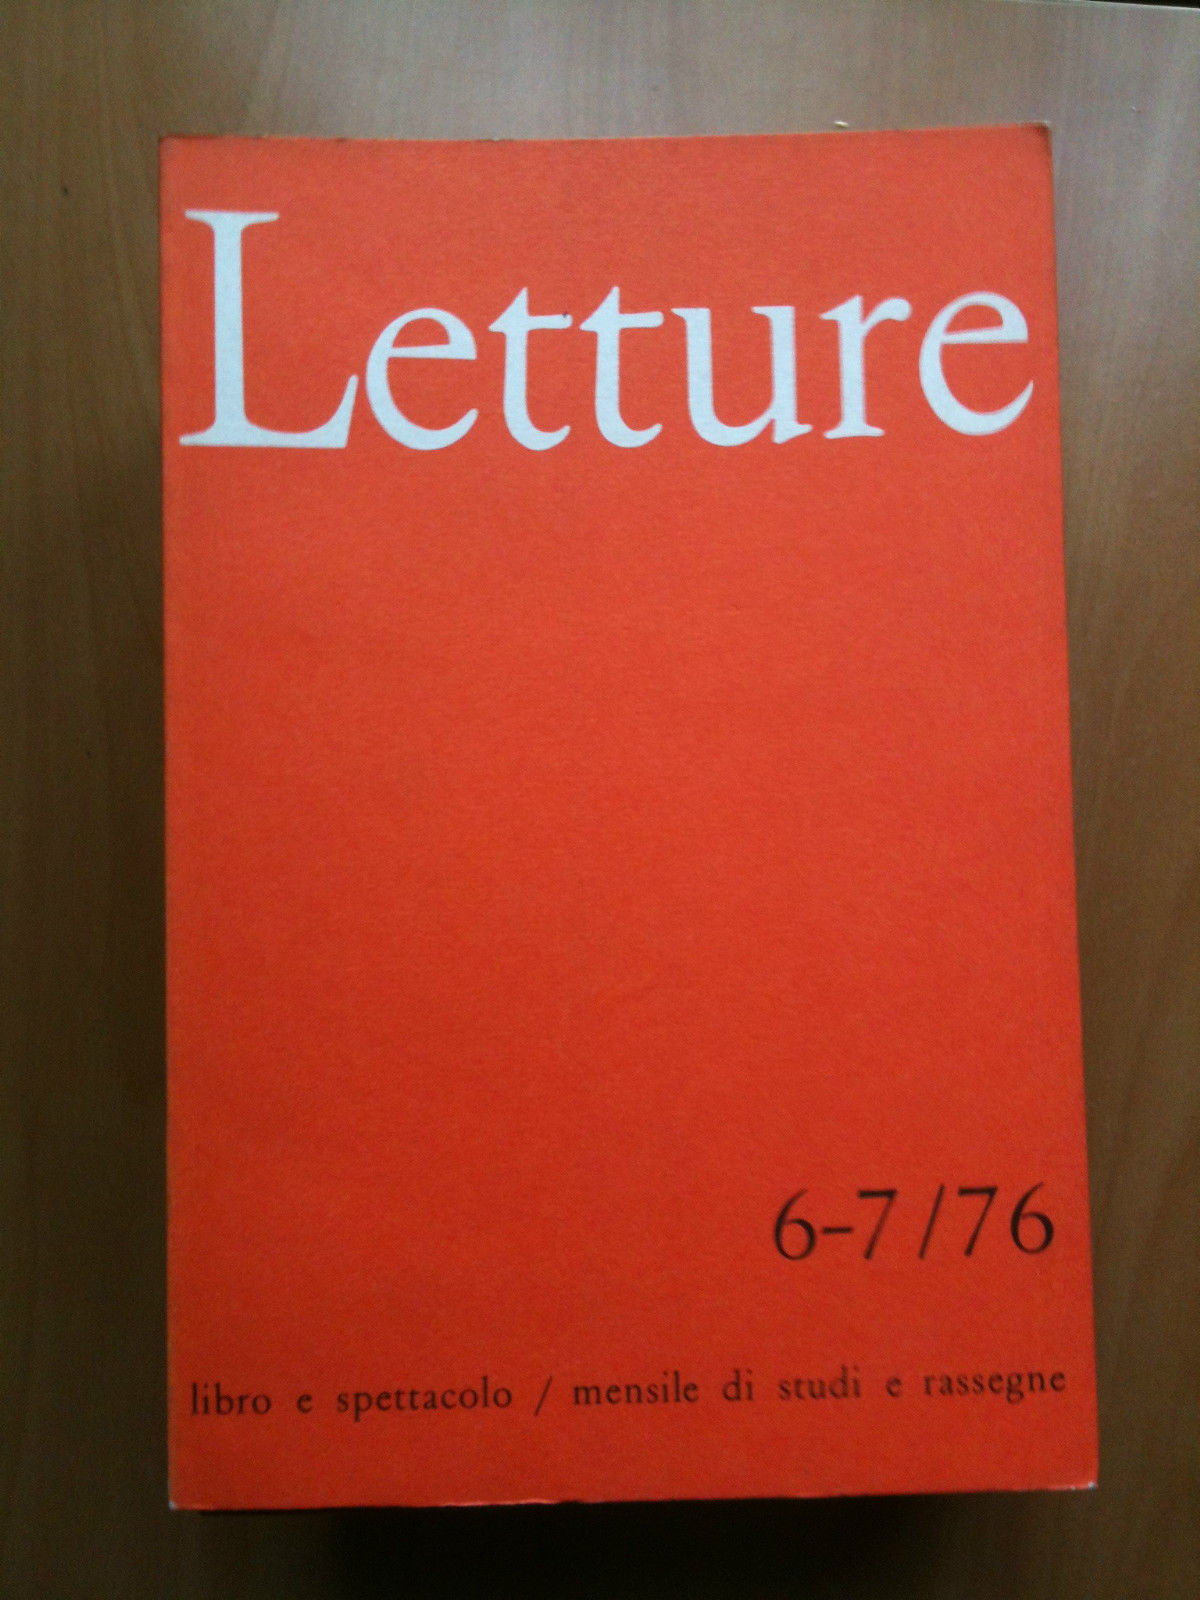 Letture
6-7/76
libro e spettacolo / mensile di studi e rassegne